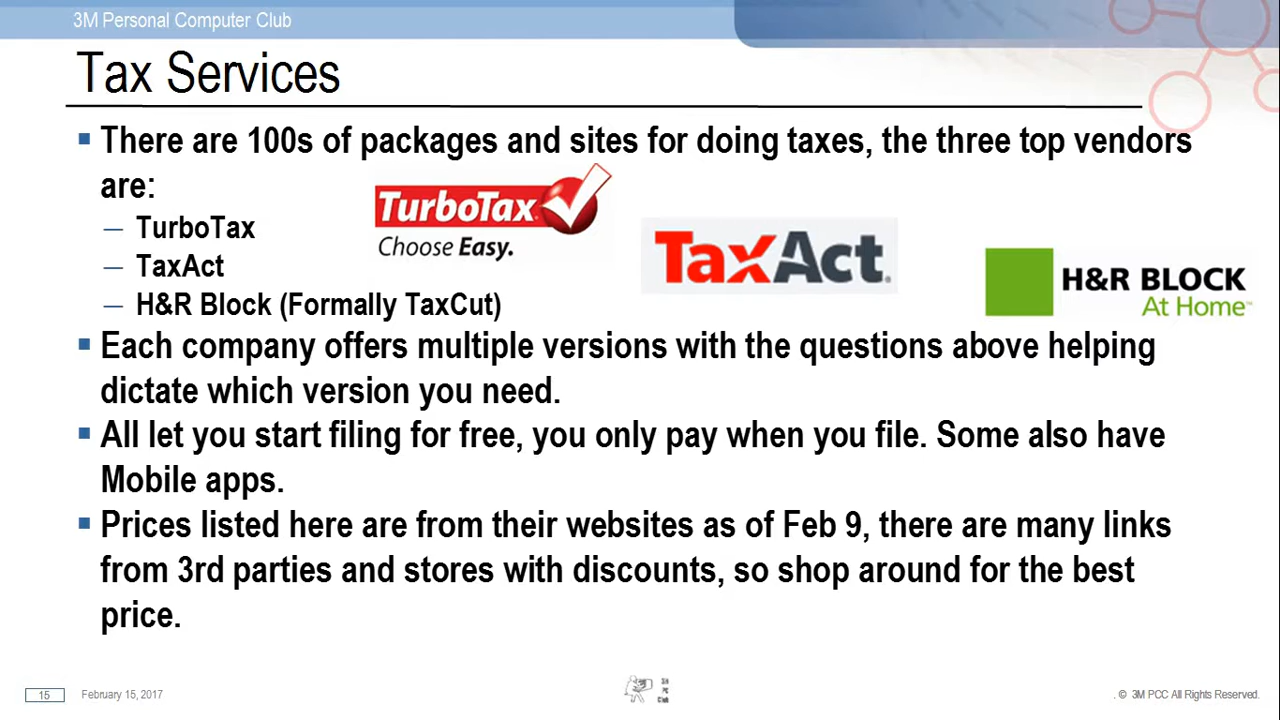 3M Personal Computer Club
Tax Services
There are 100s of packages and sites for doing taxes, the three top vendors
are:
TurboTax
Choose Easy.
TaxAct
H&R BLOCK
At Home
— TurboTax
— TaxAct
— H&R Block (Formally TaxCut)
Each company offers multiple versions with the questions above helping
dictate which version you need.
All let you start filing for free, you only pay when you file. Some also have
Mobile apps.
Prices listed here are from their websites as of Feb 9, there are many links
from 3rd parties and stores with discounts, so shop around for the best
price.
15
February 15, 2017
3M
PC
Club
. © 3M PCC All Rights Reserved.